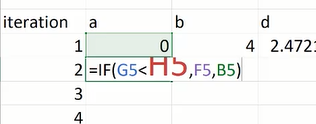 iteration a b d
1 0 4 2.4721
2 =IF(G5<H5,F5,B5)
3
4